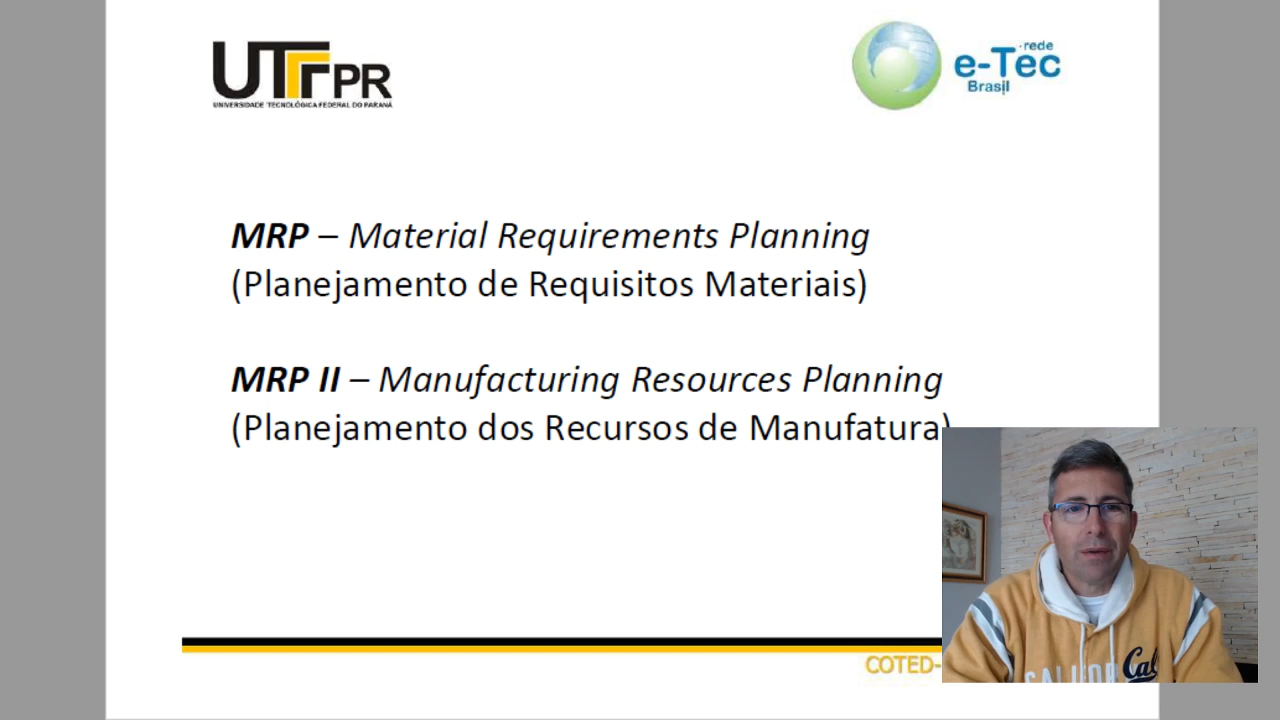 UTFPR
UNIVERSIDADE TECNOLÓGICA FEDERAL DO PARANÁ
rede
e-Tec
Brasil
MRP – Material Requirements Planning
(Planejamento de Requisitos Materiais)
MRP II – Manufacturing Resources Planning
(Planejamento dos Recursos de Manufatura)
COTED-
Cal